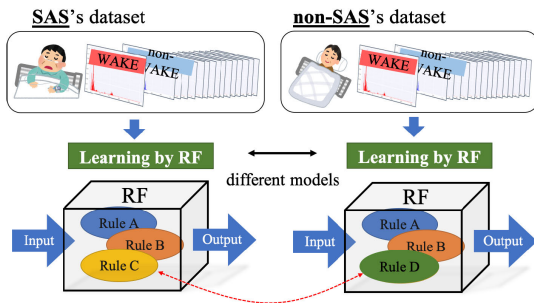 SAS's dataset
non-SAS's dataset
WAKE
non-
WAKE
WAKE
non-
WAKE
Learning by RF
Learning by RF
different models
RF
RF
Rule A
Rule A
Input
Rule B
Output
Input
Rule B
Output
Rule C
Rule D